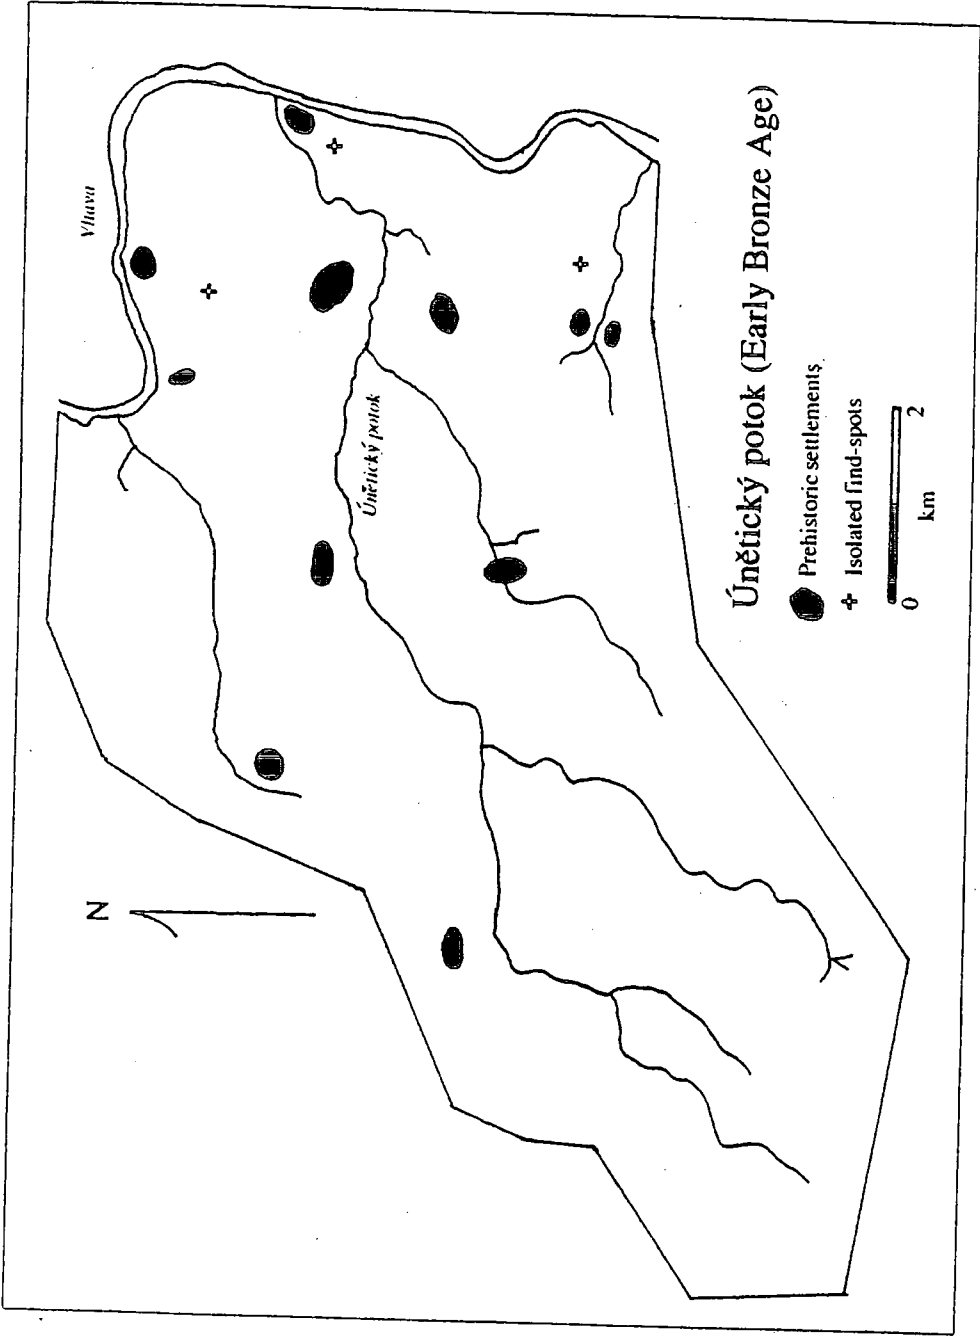 N
Vltava
Únětický potok
Únětický potok (Early Bronze Age)
Prehistoric settlements
Isolated find-spots
0 2
km